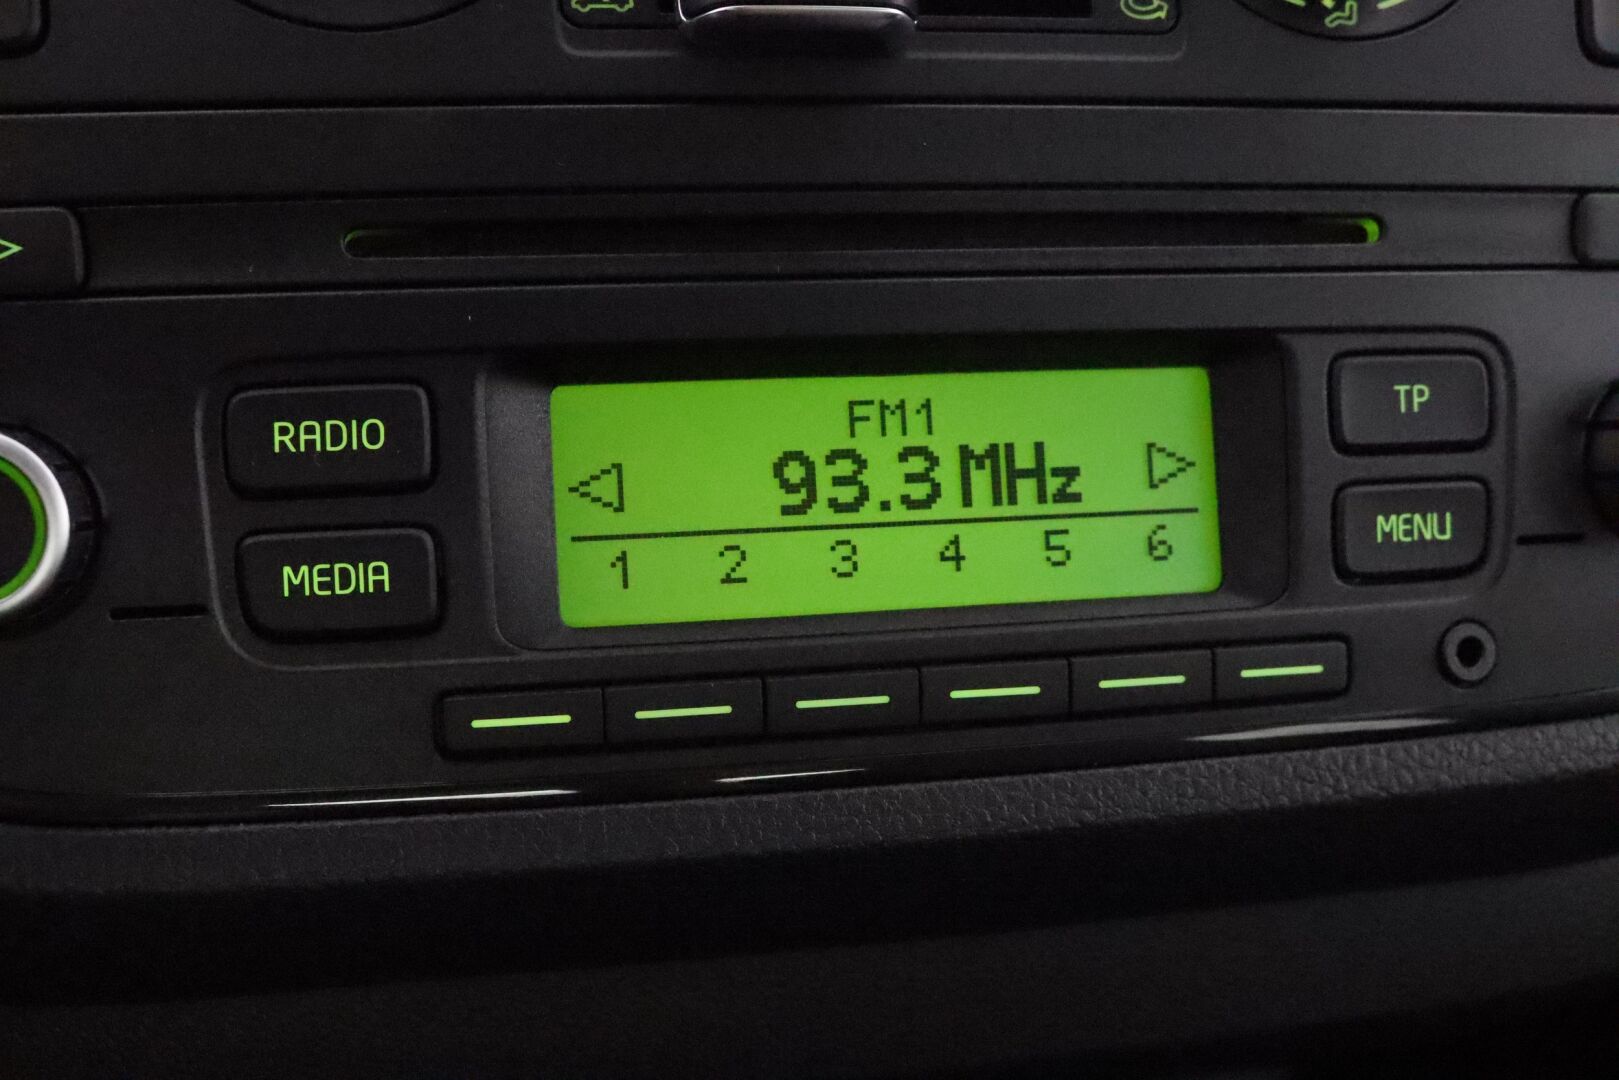 FM1
93.3 MHz
1 2 3 4 5 6
RADIO
MEDIA
TP
MENU